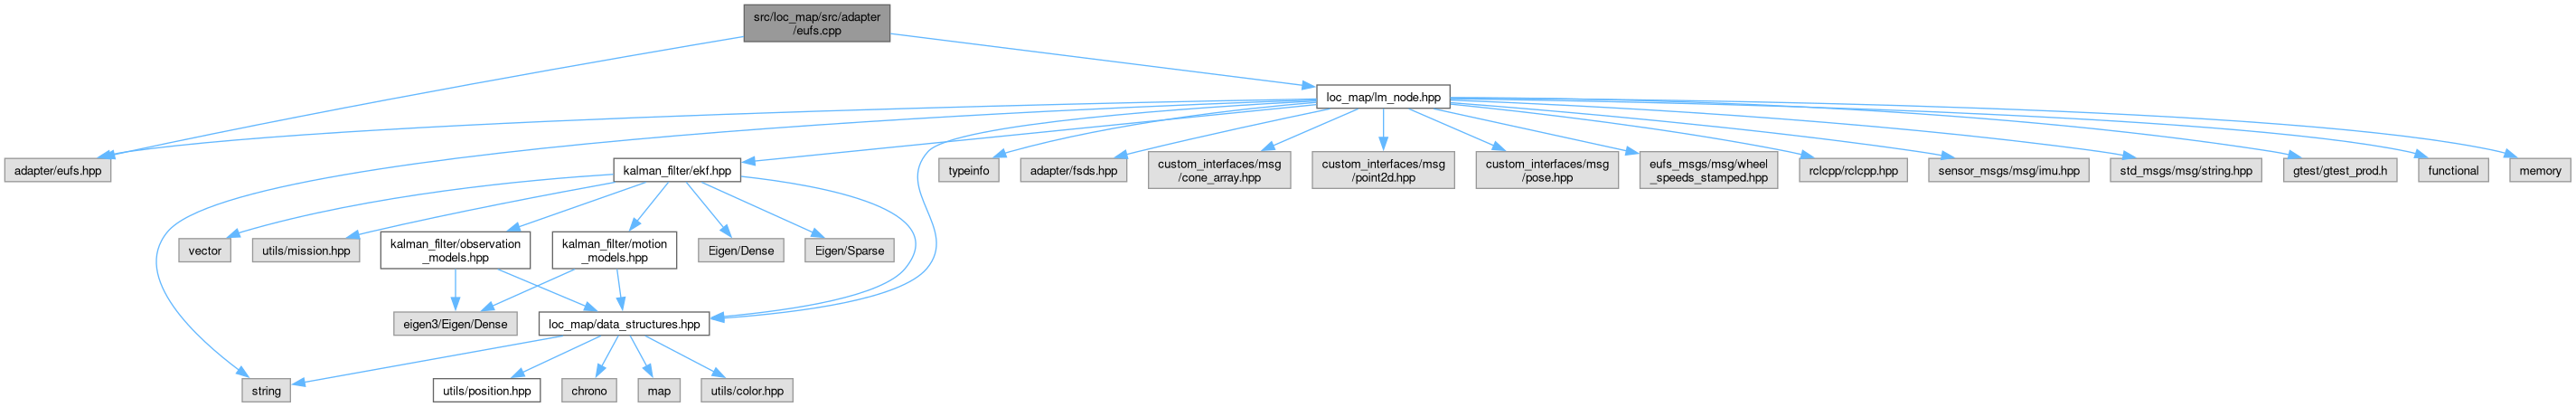 src/loc_map/src/adapter
/eufs.cpp
loc_map/lm_node.hpp
adapter/eufs.hpp
kalman_filter/ekf.hpp
typeinfo
adapter/fsds.hpp
custom_interfaces/msg
/cone_array.hpp
custom_interfaces/msg
/point2d.hpp
custom_interfaces/msg
/pose.hpp
eufs_msgs/msg/wheel
_speeds_stamped.hpp
rclcpp/rclcpp.hpp
sensor_msgs/msg/imu.hpp
std_msgs/msg/string.hpp
gtest/gtest_prod.h
functional
memory
vector
utils/mission.hpp
kalman_filter/observation
_models.hpp
kalman_filter/motion
_models.hpp
Eigen/Dense
Eigen/Sparse
eigen3/Eigen/Dense
loc_map/data_structures.hpp
string
utils/position.hpp
chrono
map
utils/color.hpp